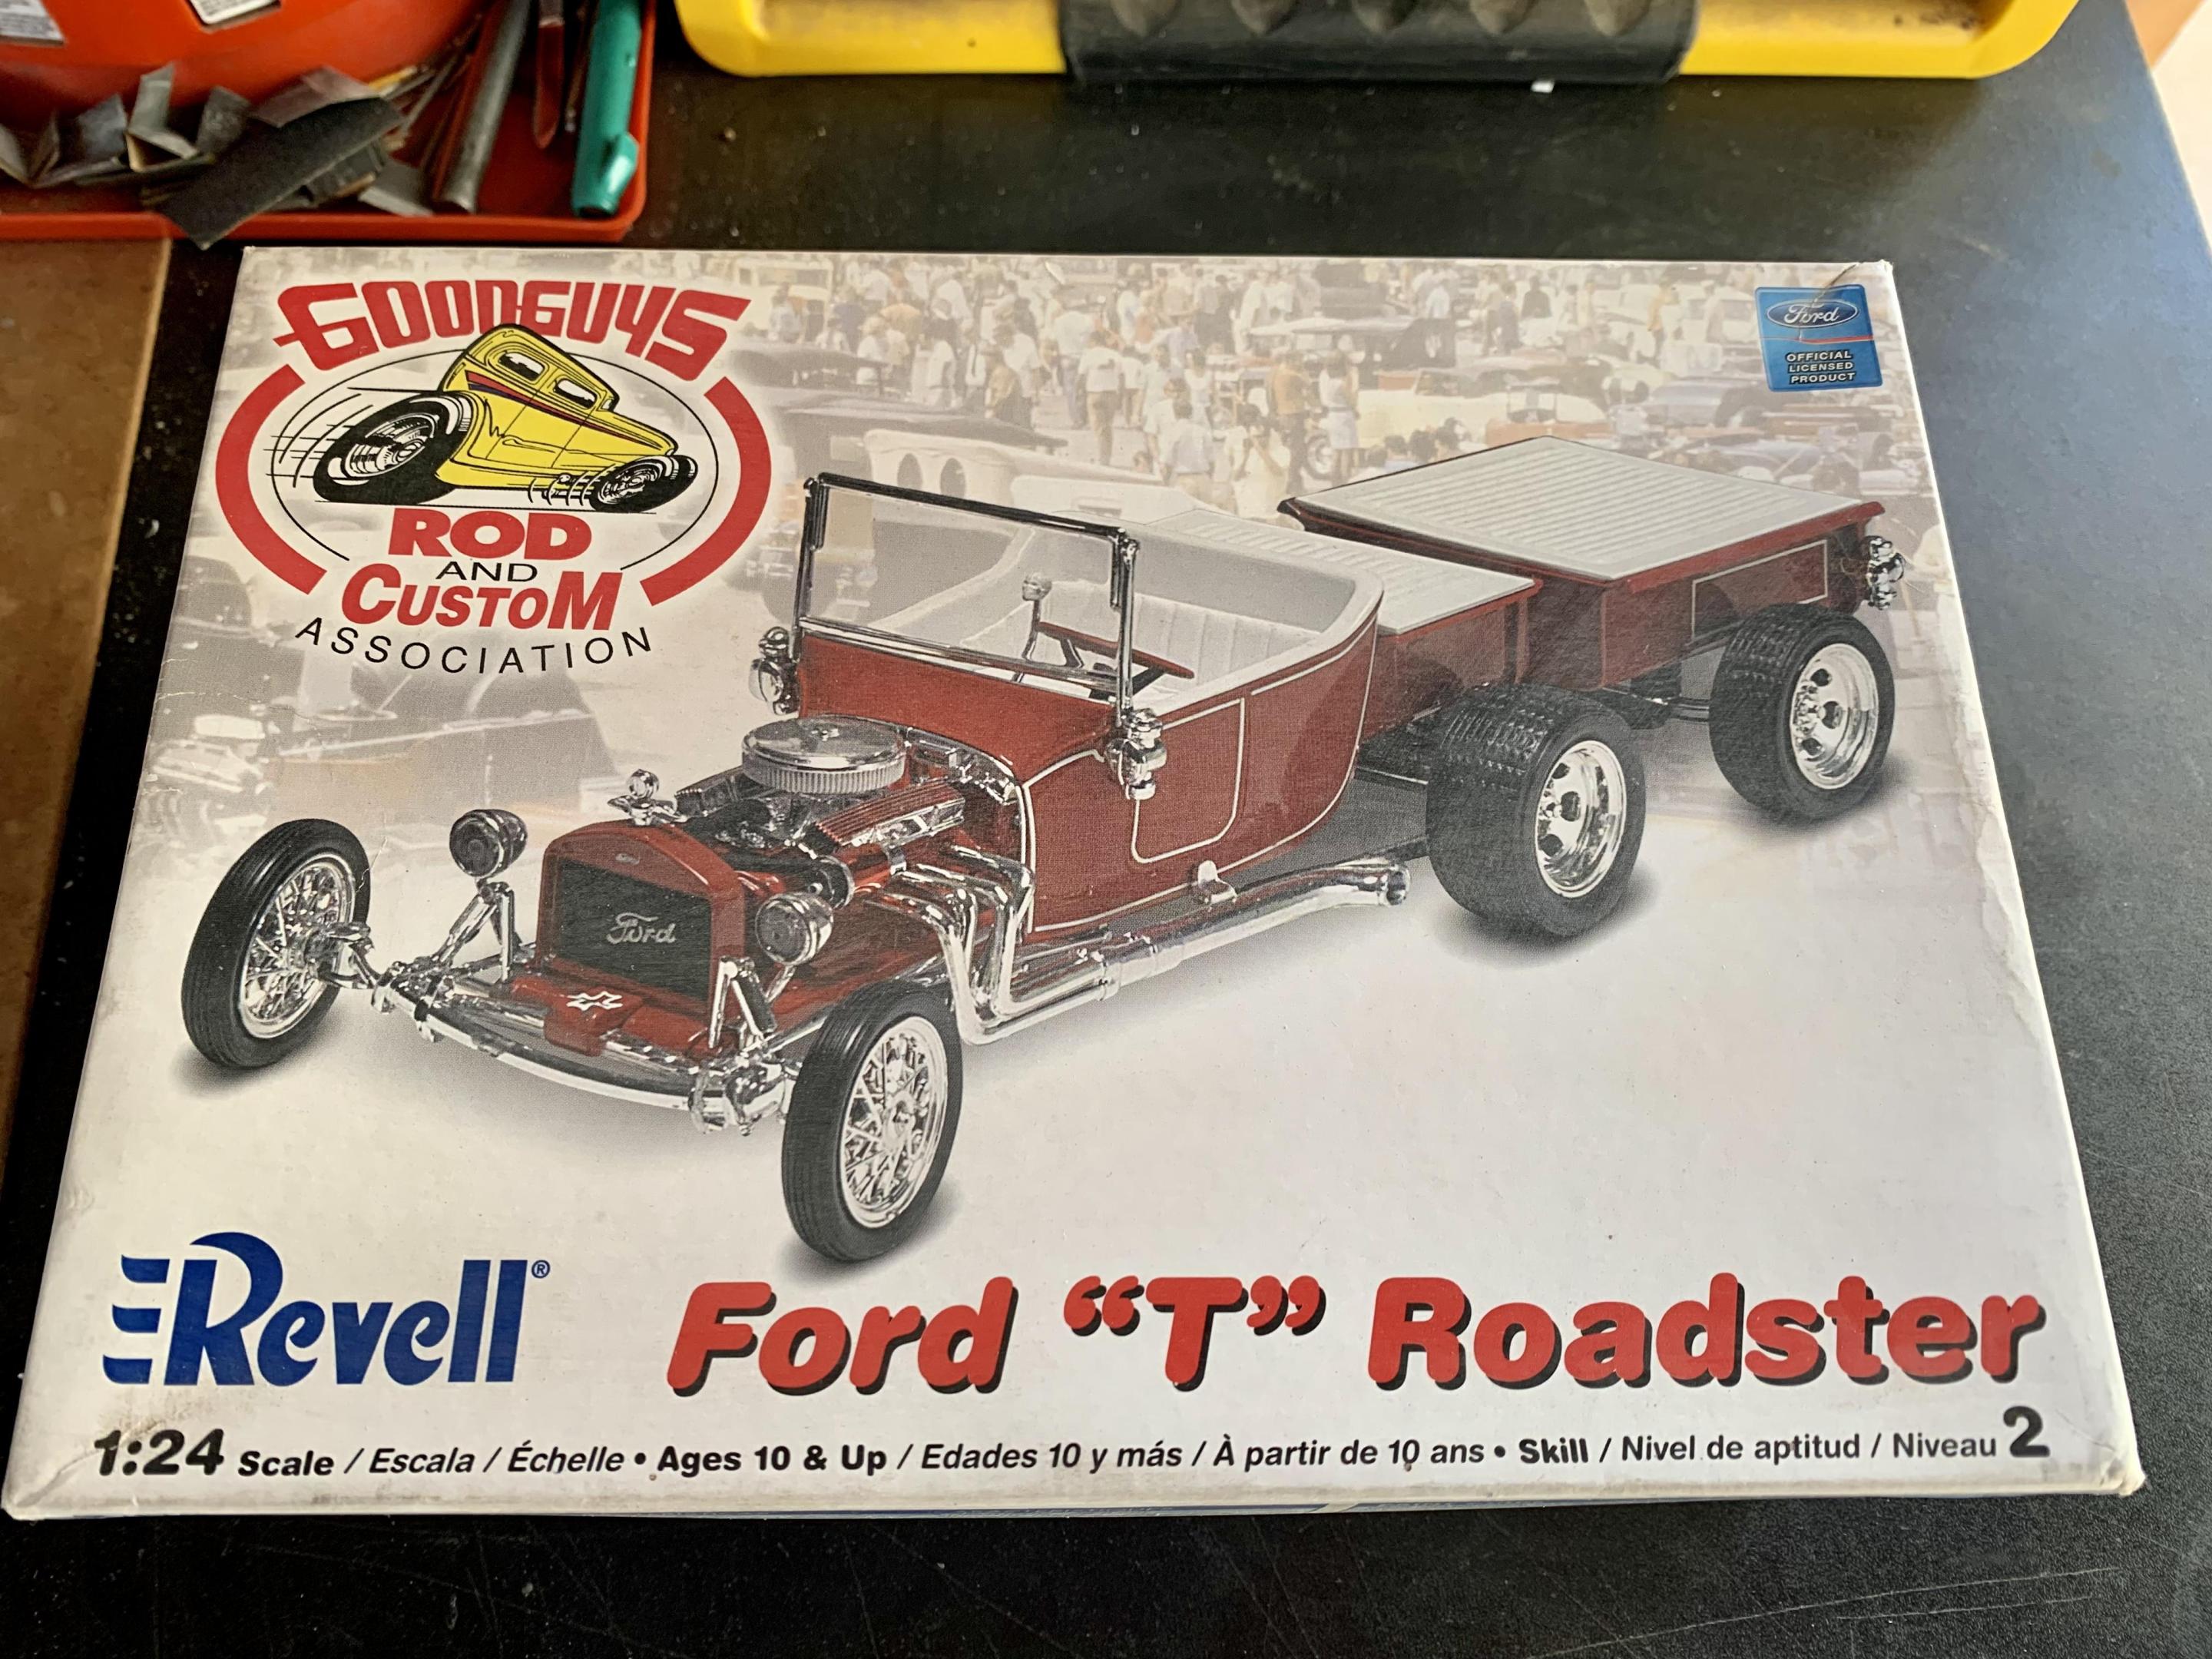 GOODGUYS
ROD
AND
CUSTOM
ASSOCIATION
Ford
OFFICIAL
LICENSED
PRODUCT
Ford
Revell®
Ford “T” Roadster
1:24 Scale / Escala / Échelle • Ages 10 & Up / Edades 10 y más / À partir de 10 ans • Skill / Nivel de aptitud / Niveau 2